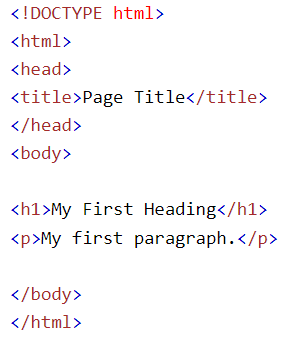 <!DOCTYPE html>
<html>
<head>
<title>Page Title</title>
</head>
<body>
<h1>My First Heading</h1>
<p>My first paragraph.</p>
</body>
</html>